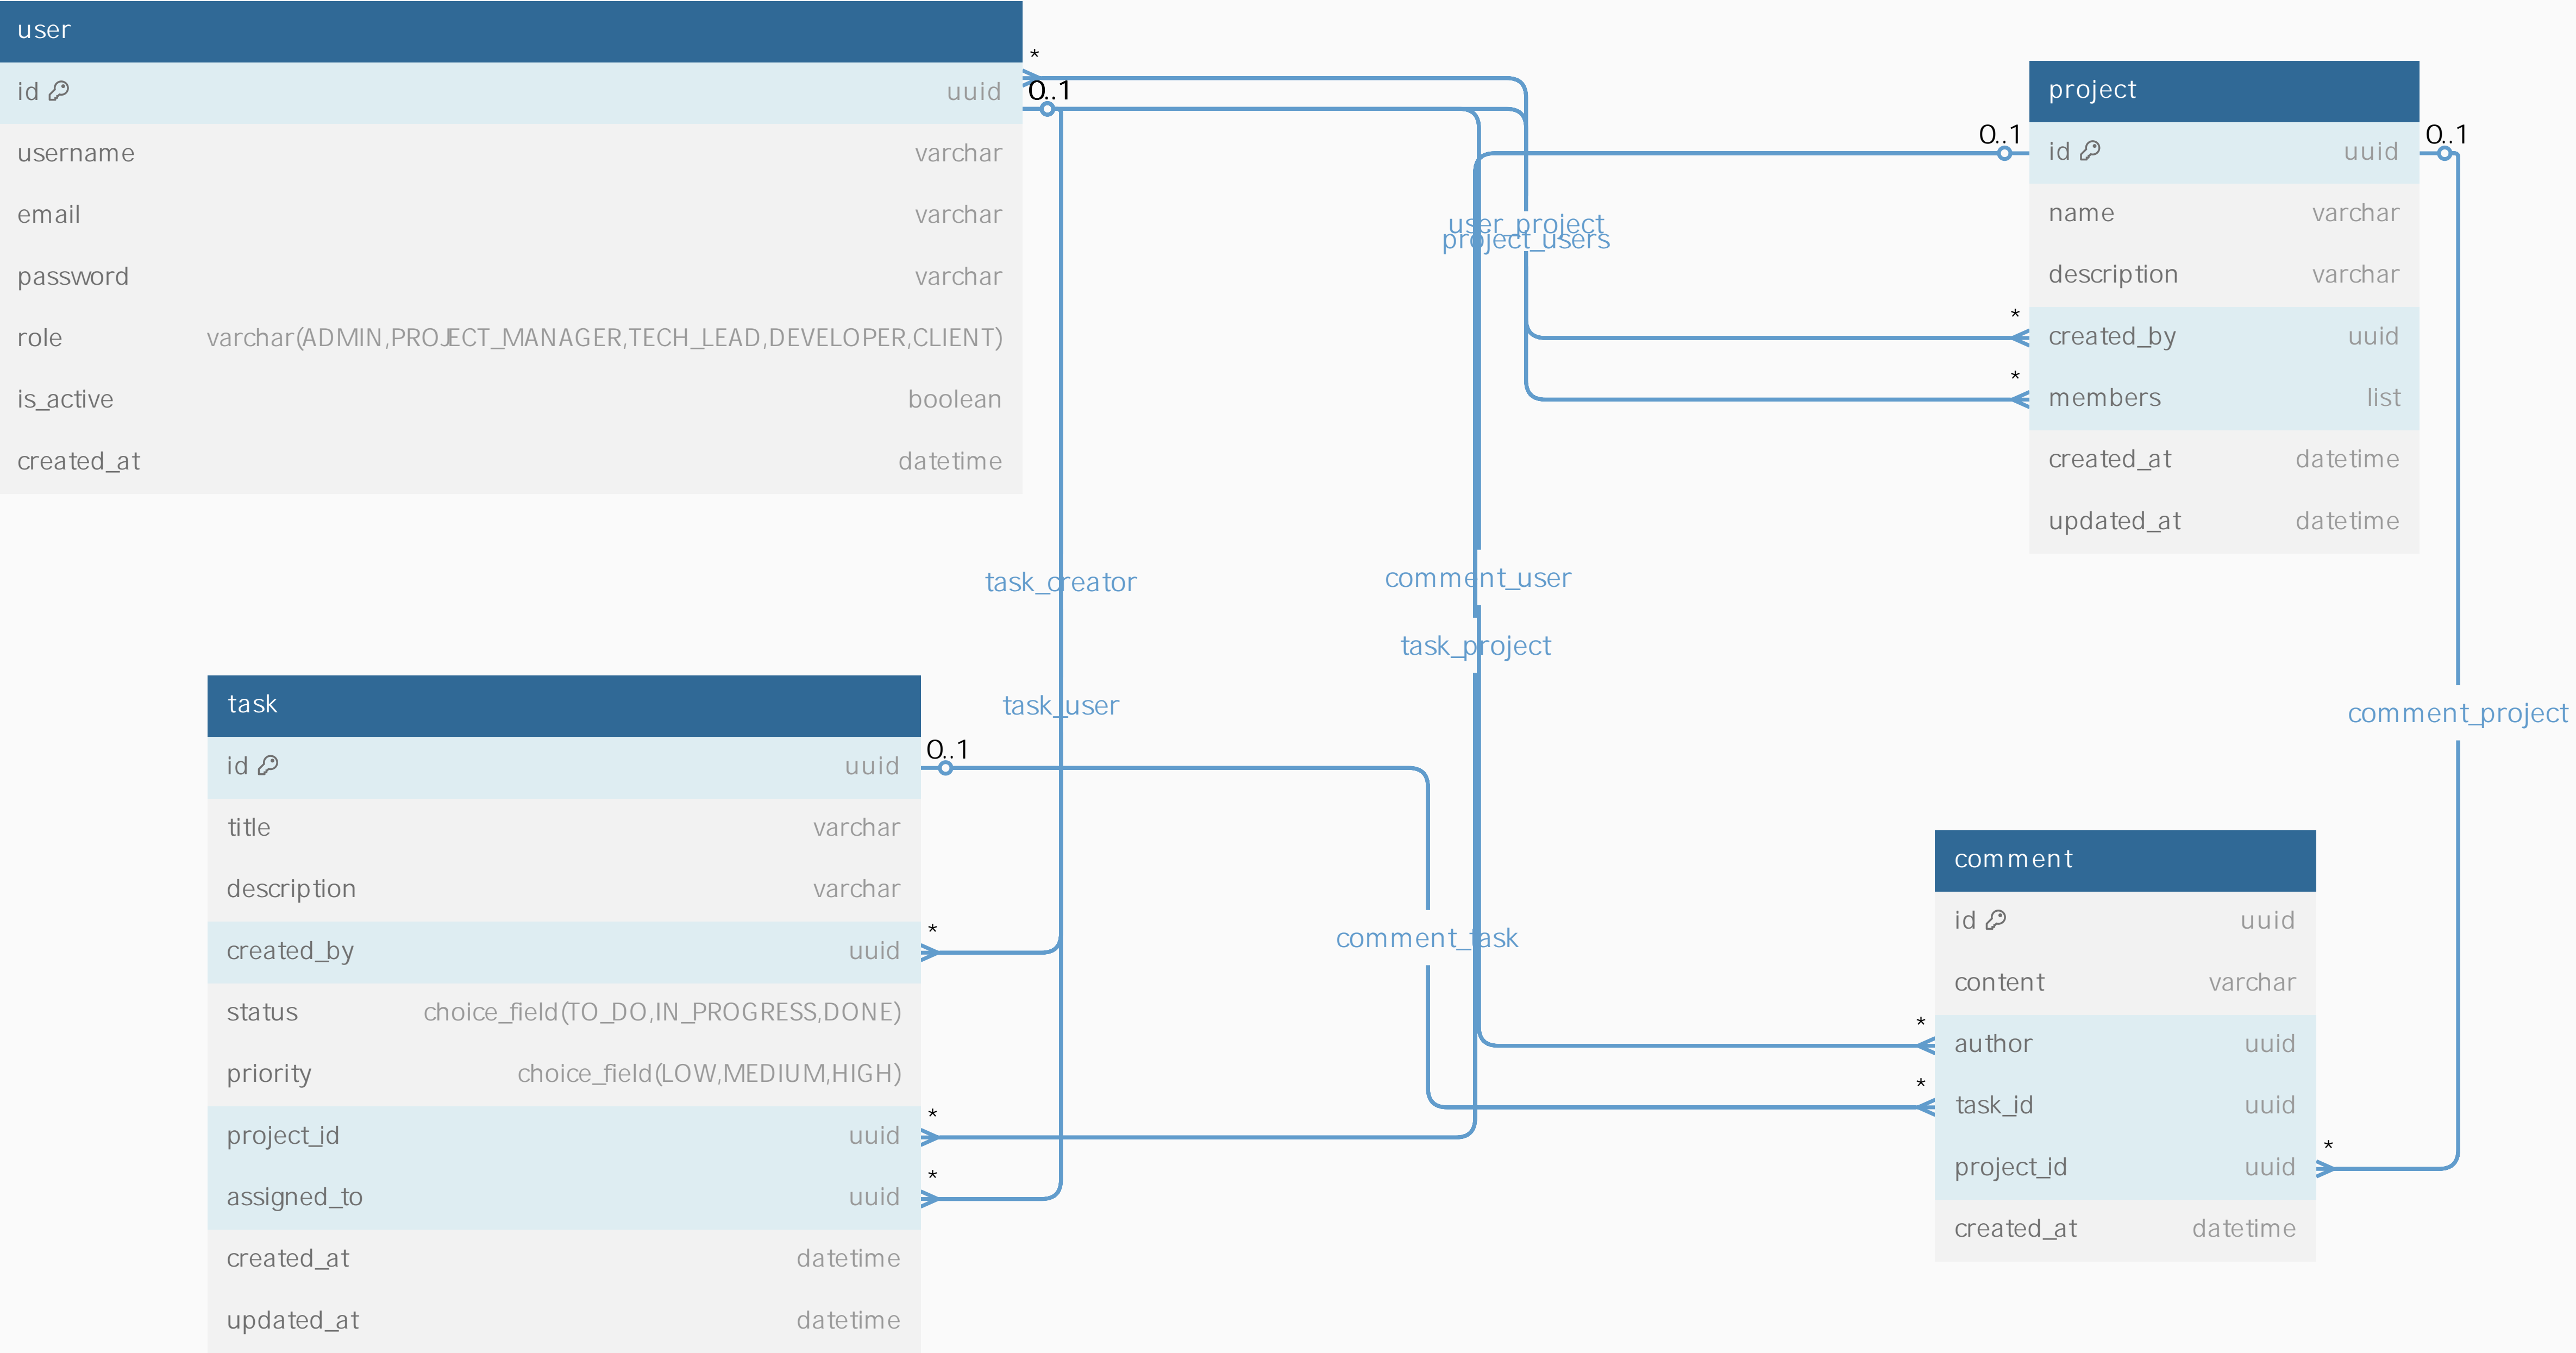 user
id uuid
username varchar
email varchar
password varchar
role varchar(ADMIN,PROJECT_MANAGER,TECH_LEAD,DEVELOPER,CLIENT)
is_active boolean
created_at datetime
*
0..1
project
0..1
id uuid
0..1
name varchar
description varchar
*
created_by uuid
*
members list
created_at datetime
updated_at datetime
user_project
project_users
task_creator
comment_user
task_project
task_user
comment_project
comment_task
task
id uuid
0..1
title varchar
description varchar
created_by uuid
*
status choice_field(TO_DO,IN_PROGRESS,DONE)
priority choice_field(LOW,MEDIUM,HIGH)
project_id uuid
*
assigned_to uuid
*
created_at datetime
updated_at datetime
comment
id uuid
content varchar
*
author uuid
*
task_id uuid
project_id uuid
*
created_at datetime